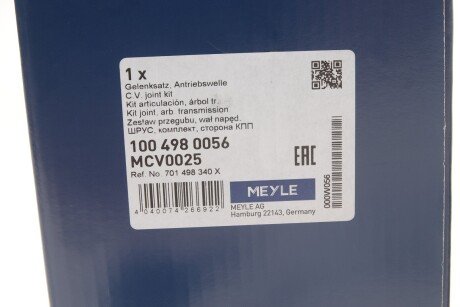 1 x
Gelenksatz, Antriebswelle
C.V. joint kit
Kit articulación, árbol tr.
Kit joint, arb. transmission
Zestaw przegubu, wał napęd.
ШРУС, комплект, сторона КПП
100 498 0056
MCV0025
Ref. No. 701 498 340 X
EAC
MEYLE
4 040074 266922
MEYLE AG
Hamburg 22143, Germany
000W056